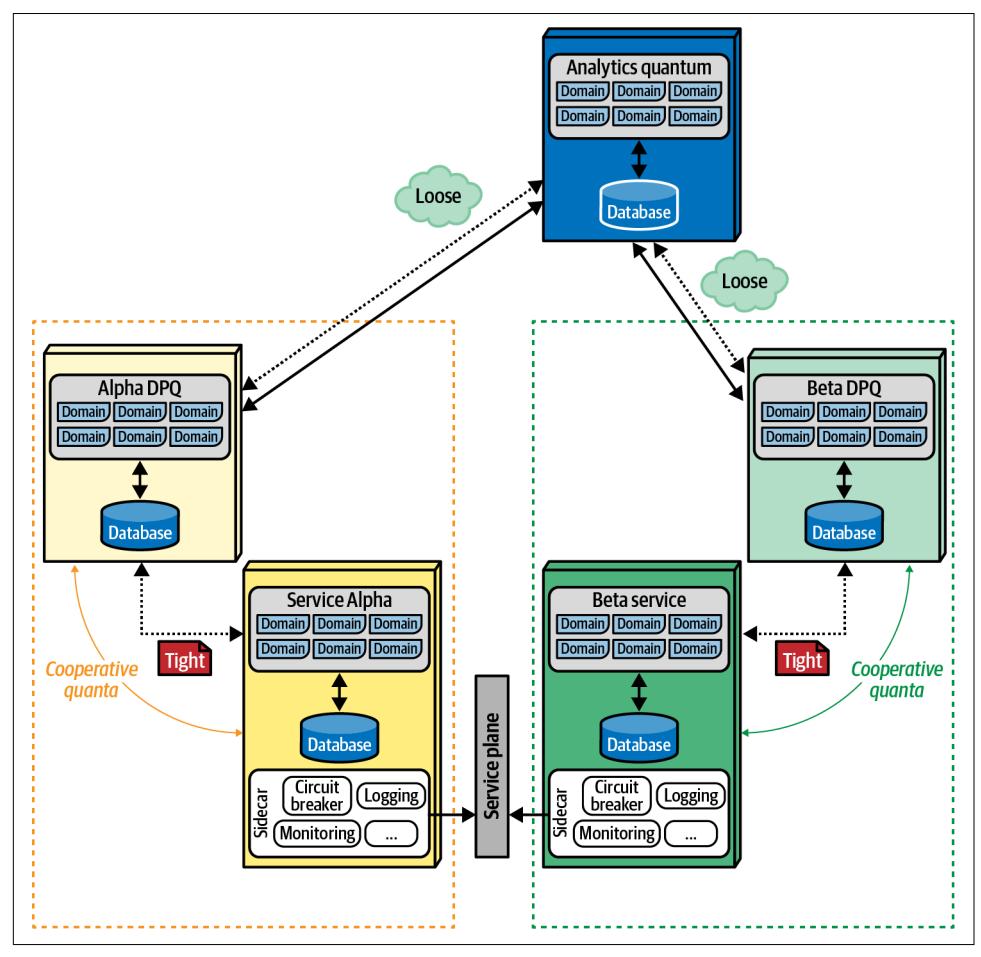 Analytics quantum
Domain Domain Domain
Domain Domain Domain
Database
Loose
Loose
Alpha DPQ
Domain Domain Domain
Domain Domain Domain
Database
Beta DPQ
Domain Domain Domain
Domain Domain Domain
Database
Service Alpha
Domain Domain Domain
Domain Domain Domain
Database
Tight
Cooperative
quanta
Sidecar
Circuit
breaker
Logging
Monitoring
...
Service plane
Beta service
Domain Domain Domain
Domain Domain Domain
Database
Tight
Cooperative
quanta
Sidecar
Circuit
breaker
Logging
Monitoring
...